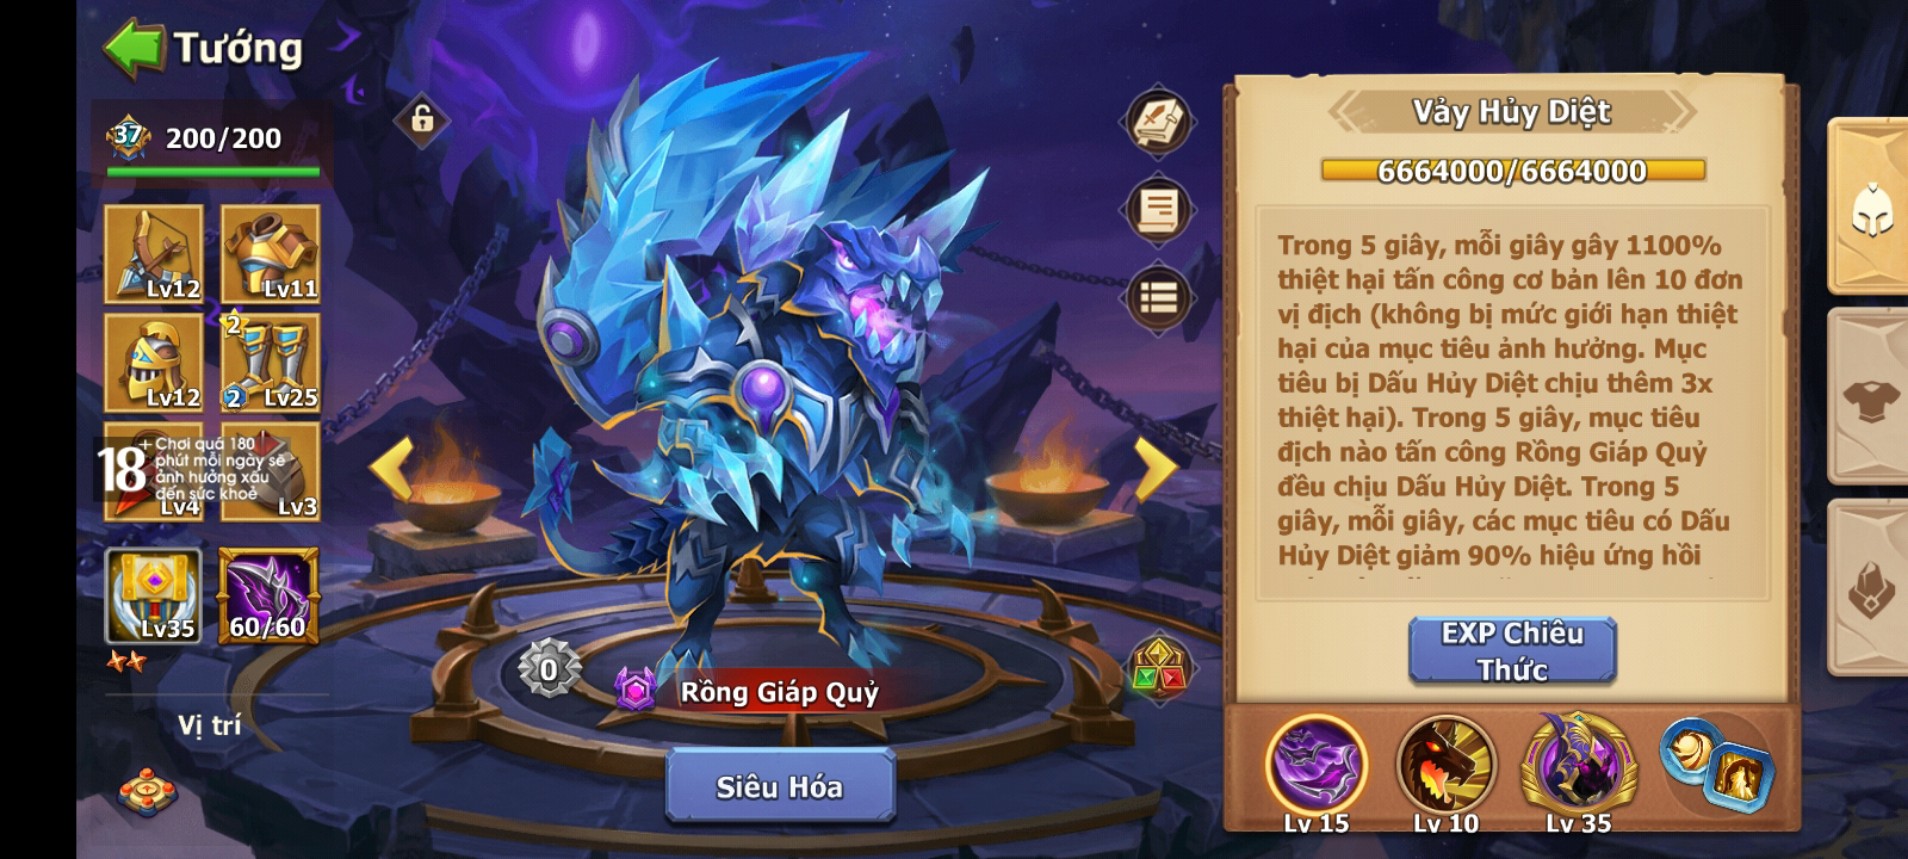 Tướng
37
200/200
Lv12
Lv11
Lv12
2
2
Lv25
18
+ Chơi quá 180
phút mỗi ngày sẽ
ảnh hưởng xấu
đến sức khoẻ
Lv4
Lv3
Lv35
60/60
Vị trí
0
Rồng Giáp Quỷ
Siêu Hóa
Vảy Hủy Diệt
6664000/6664000
Trong 5 giây, mỗi giây gây 1100%
thiệt hại tấn công cơ bản lên 10 đơn
vị địch (không bị mức giới hạn thiệt
hại của mục tiêu ảnh hưởng. Mục
tiêu bị Dấu Hủy Diệt chịu thêm 3x
thiệt hại). Trong 5 giây, mục tiêu
địch nào tấn công Rồng Giáp Quỷ
đều chịu Dấu Hủy Diệt. Trong 5
giây, mỗi giây, các mục tiêu có Dấu
Hủy Diệt giảm 90% hiệu ứng hồi
EXP Chiêu
Thức
Lv 15
Lv 10
Lv 35